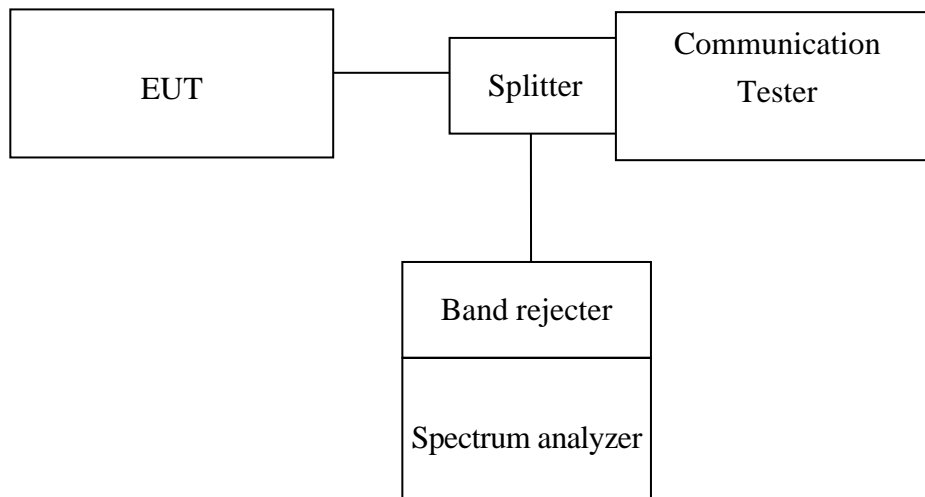 EUT
Splitter
Communication
Tester
Band rejecter
Spectrum analyzer